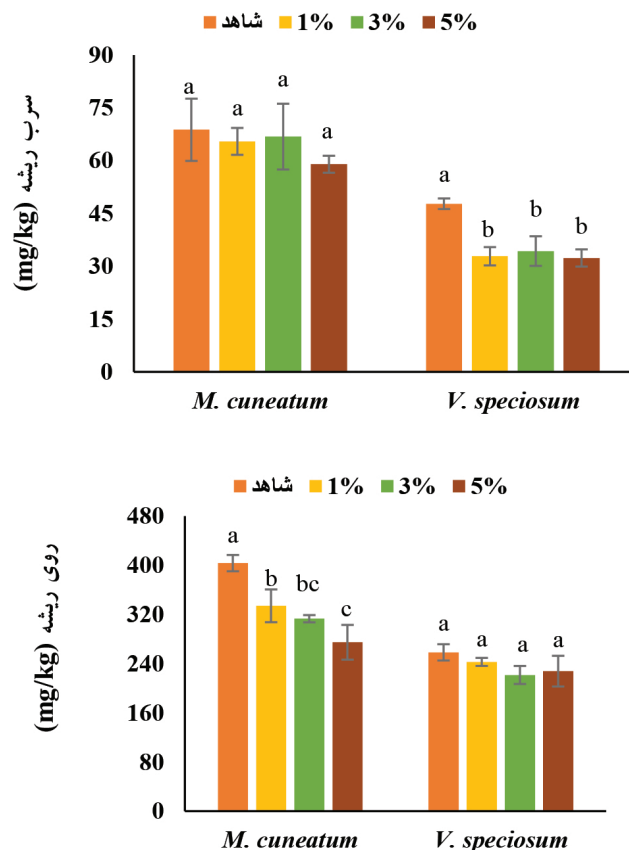 شاهد 1% 3% 5%
سرب ریشه (mg/kg)
90
75
60
45
30
15
0
a a a a a b b b
M. cuneatum V. speciosum
شاهد 1% 3% 5%
روی ریشه (mg/kg)
480
400
320
240
160
80
0
a b bc c a a a a
M. cuneatum V. speciosum